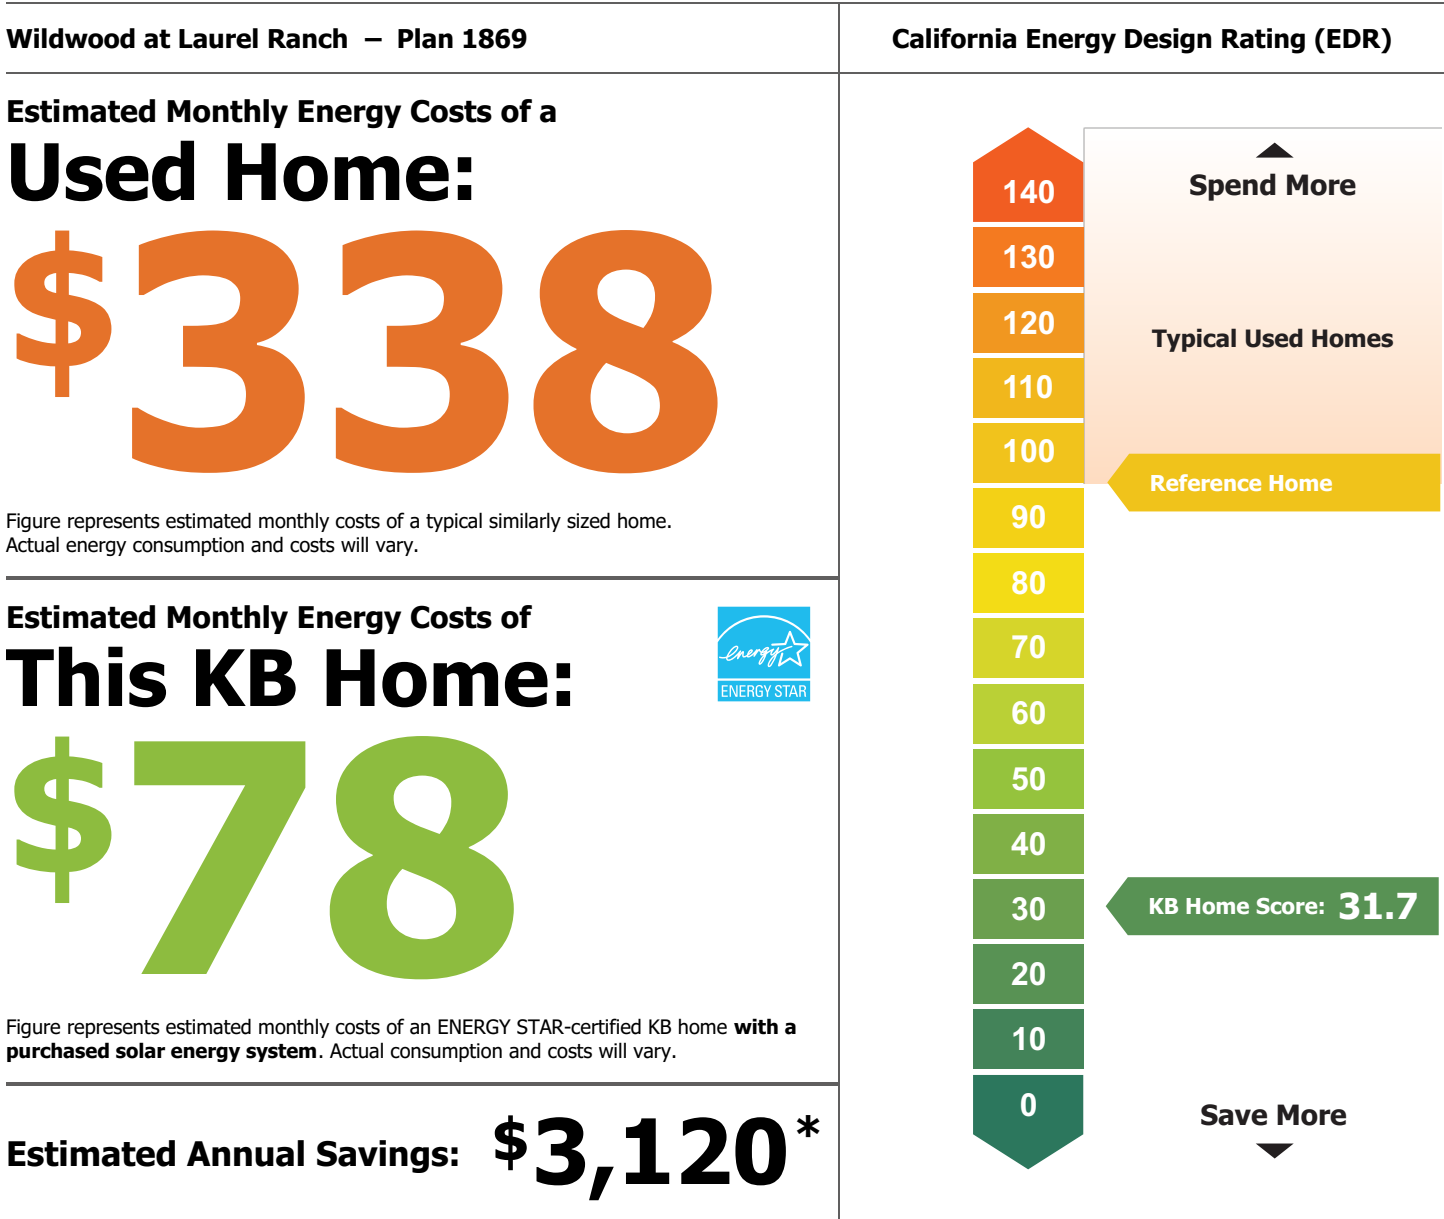 Wildwood at Laurel Ranch – Plan 1869
Estimated Monthly Energy Costs of a
Used Home:
$338
Figure represents estimated monthly costs of a typical similarly sized home.
Actual energy consumption and costs will vary.
Estimated Monthly Energy Costs of
This KB Home:
energy
ENERGY STAR
$78
Figure represents estimated monthly costs of an ENERGY STAR-certified KB home with a
purchased solar energy system. Actual consumption and costs will vary.
Estimated Annual Savings: $3,120*
California Energy Design Rating (EDR)
140
Spend More
130
120
Typical Used Homes
110
100
Reference Home
90
80
70
60
50
40
30
KB Home Score: 31.7
20
10
0
Save More